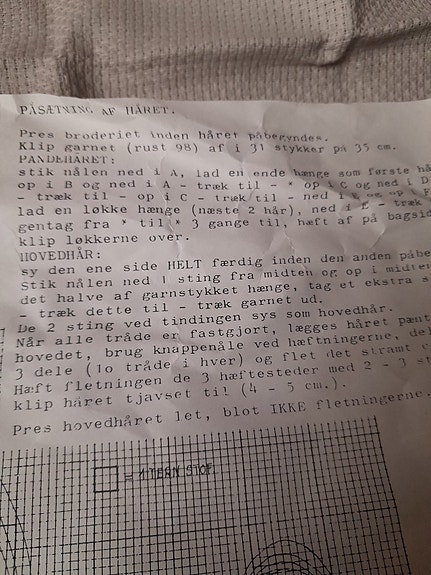 PÅSÆTNING AF HÅRET.
Pres broderiet inden håret påbegyndes.
Klip garnet (rust 98) af i 31 stykker på 35 cm.
PANDEHÅRET:
stik nålen ned i A, lad en ende hænge som første hå
op i B og ned i A - træk til - * op i C og ned i D
- træk til - op i C - træk til - ned i E og op i F
lad en løkke hænge (næste 2 hår), ned i E - træk
gentag fra * til * 3 gange til, hæft af på bagsid
klip løkkerne over.
HOVEDHÅR:
sy den ene side HELT færdig inden den anden påbe
Stik nålen ned 1 sting fra midten og op i midten
det halve af garnstykket hænge, tag et ekstra s
- træk dette til - træk garnet ud.
De 2 sting ved tindingen sys som hovedhår.
Når alle tråde er fastgjort, lægges håret pænt
hovedet, brug knappenåle ved hæftningerne, del
3 dele (10 tråde i hver) og flet det stramt
Hæft fletningen de 3 hæftesteder med 2 - 3 st
klip håret tjavset til (4 - 5 cm.).
Pres hovedhåret let, blot IKKE fletningerne.
= 1 TERN STOF